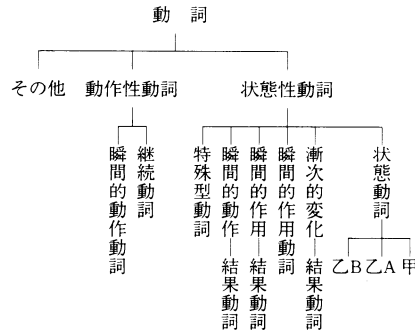 動詞
その他
動作性動詞
状態性動詞
瞬間的動作動詞
継続動詞
特殊型動詞
瞬間的動作―結果動詞
瞬間的作用―結果動詞
瞬間的作用動詞
漸次的変化―結果動詞
状態動詞
乙B
乙A
甲